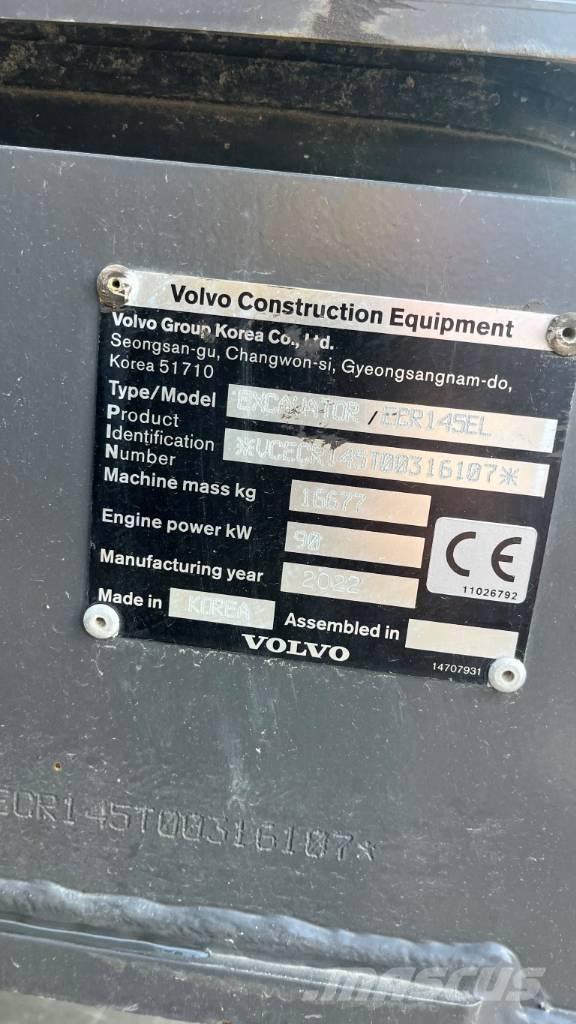 Volvo Construction Equipment
Volvo Group Korea Co., Ltd.
Seongsan-gu, Changwon-si, Gyeongsangnam-do,
Korea 51710
Type/Model EXCAVATOR / ECR145EL
Product
Identification *VCECR145T00316107*
Number
Machine mass kg 16677
Engine power kW 90
Manufacturing year 2022
CE
11026792
Made in KOREA Assembled in
VOLVO
14707931
ECR145T00316107*
MASCUS